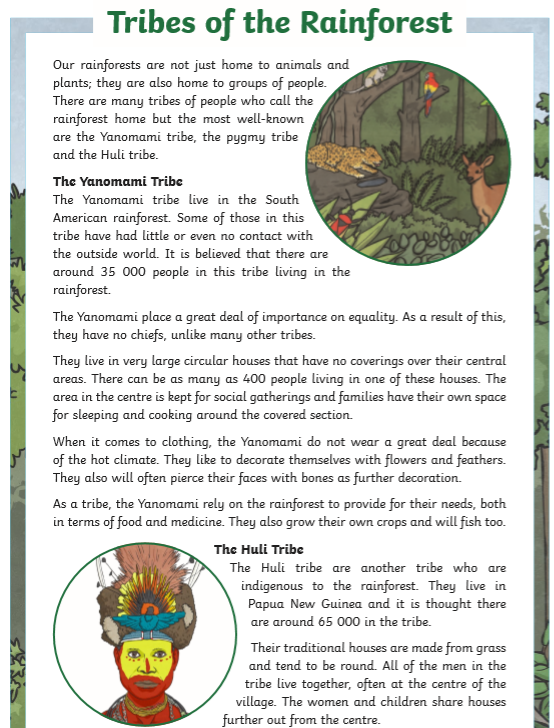 Tribes of the Rainforest
Our rainforests are not just home to animals and
plants; they are also home to groups of people.
There are many tribes of people who call the
rainforest home but the most well-known
are the Yanomami tribe, the pygmy tribe
and the Huli tribe.
The Yanomami Tribe
The Yanomami tribe live in the South
American rainforest. Some of those in this
tribe have had little or even no contact with
the outside world. It is believed that there are
around 35 000 people in this tribe living in the
rainforest.
The Yanomami place a great deal of importance on equality. As a result of this,
they have no chiefs, unlike many other tribes.
They live in very large circular houses that have no coverings over their central
areas. There can be as many as 400 people living in one of these houses. The
area in the centre is kept for social gatherings and families have their own space
for sleeping and cooking around the covered section.
When it comes to clothing, the Yanomami do not wear a great deal because
of the hot climate. They like to decorate themselves with flowers and feathers.
They also will often pierce their faces with bones as further decoration.
As a tribe, the Yanomami rely on the rainforest to provide for their needs, both
in terms of food and medicine. They also grow their own crops and will fish too.
The Huli Tribe
The Huli tribe are another tribe who are
indigenous to the rainforest. They live in
Papua New Guinea and it is thought there
are around 65 000 in the tribe.
Their traditional houses are made from grass
and tend to be round. All of the men in the
tribe live together, often at the centre of the
village. The women and children share houses
further out from the centre.